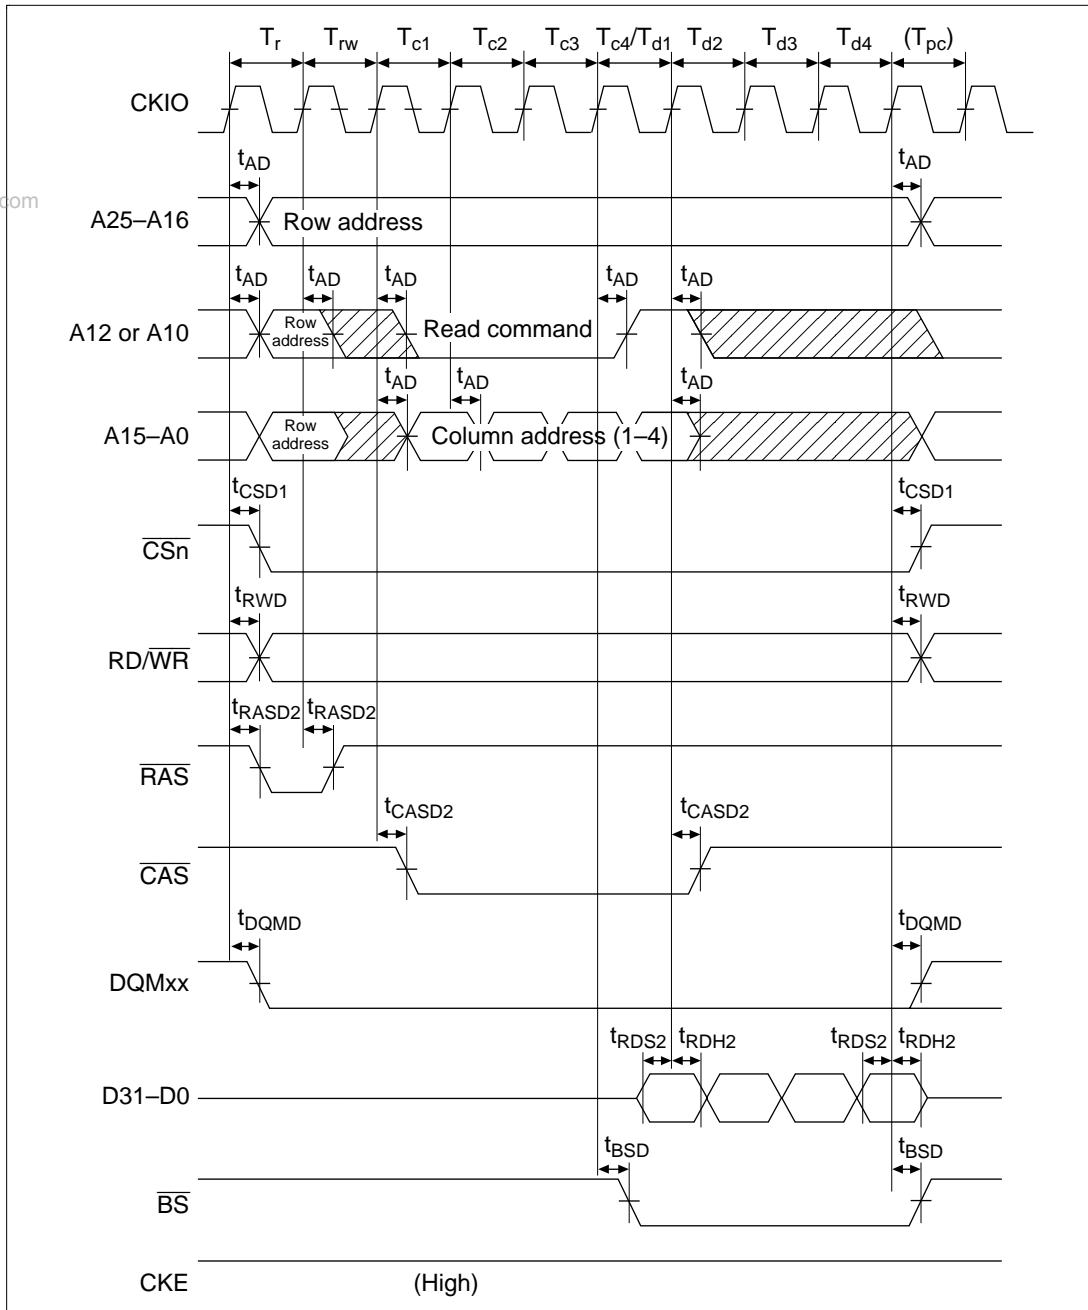 Tr Trw Tc1 Tc2 Tc3 Tc4/Td1 Td2 Td3 Td4 (Tpc)
CKIO
tAD tAD
com
A25–A16 Row address
tAD tAD tAD tAD tAD
A12 or A10 Row address Read command
tAD tAD tAD
A15–A0 Row address Column address (1–4)
tCSD1 tCSD1
CSn
tRWD tRWD
RD/WR
tRASD2 tRASD2
RAS
tCASD2 tCASD2
CAS
tDQMD tDQMD
DQMxx
tRDS2 tRDH2 tRDS2 tRDH2
D31–D0
tBSD tBSD
BS
CKE (High)